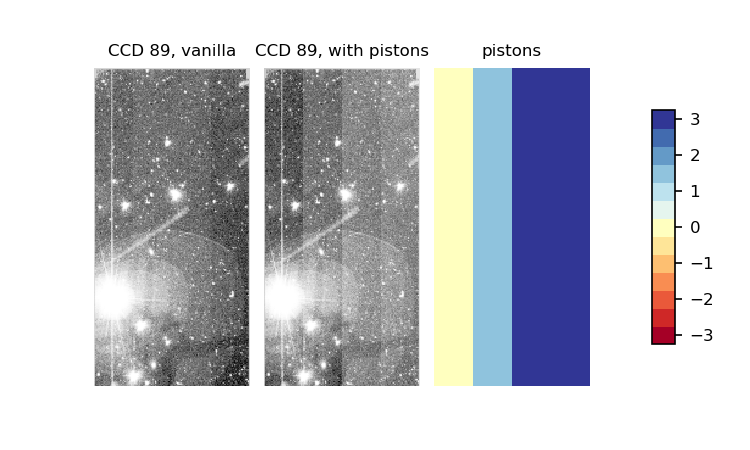 CCD 89, vanilla
CCD 89, with pistons
pistons
3
2
1
0
−1
−2
−3